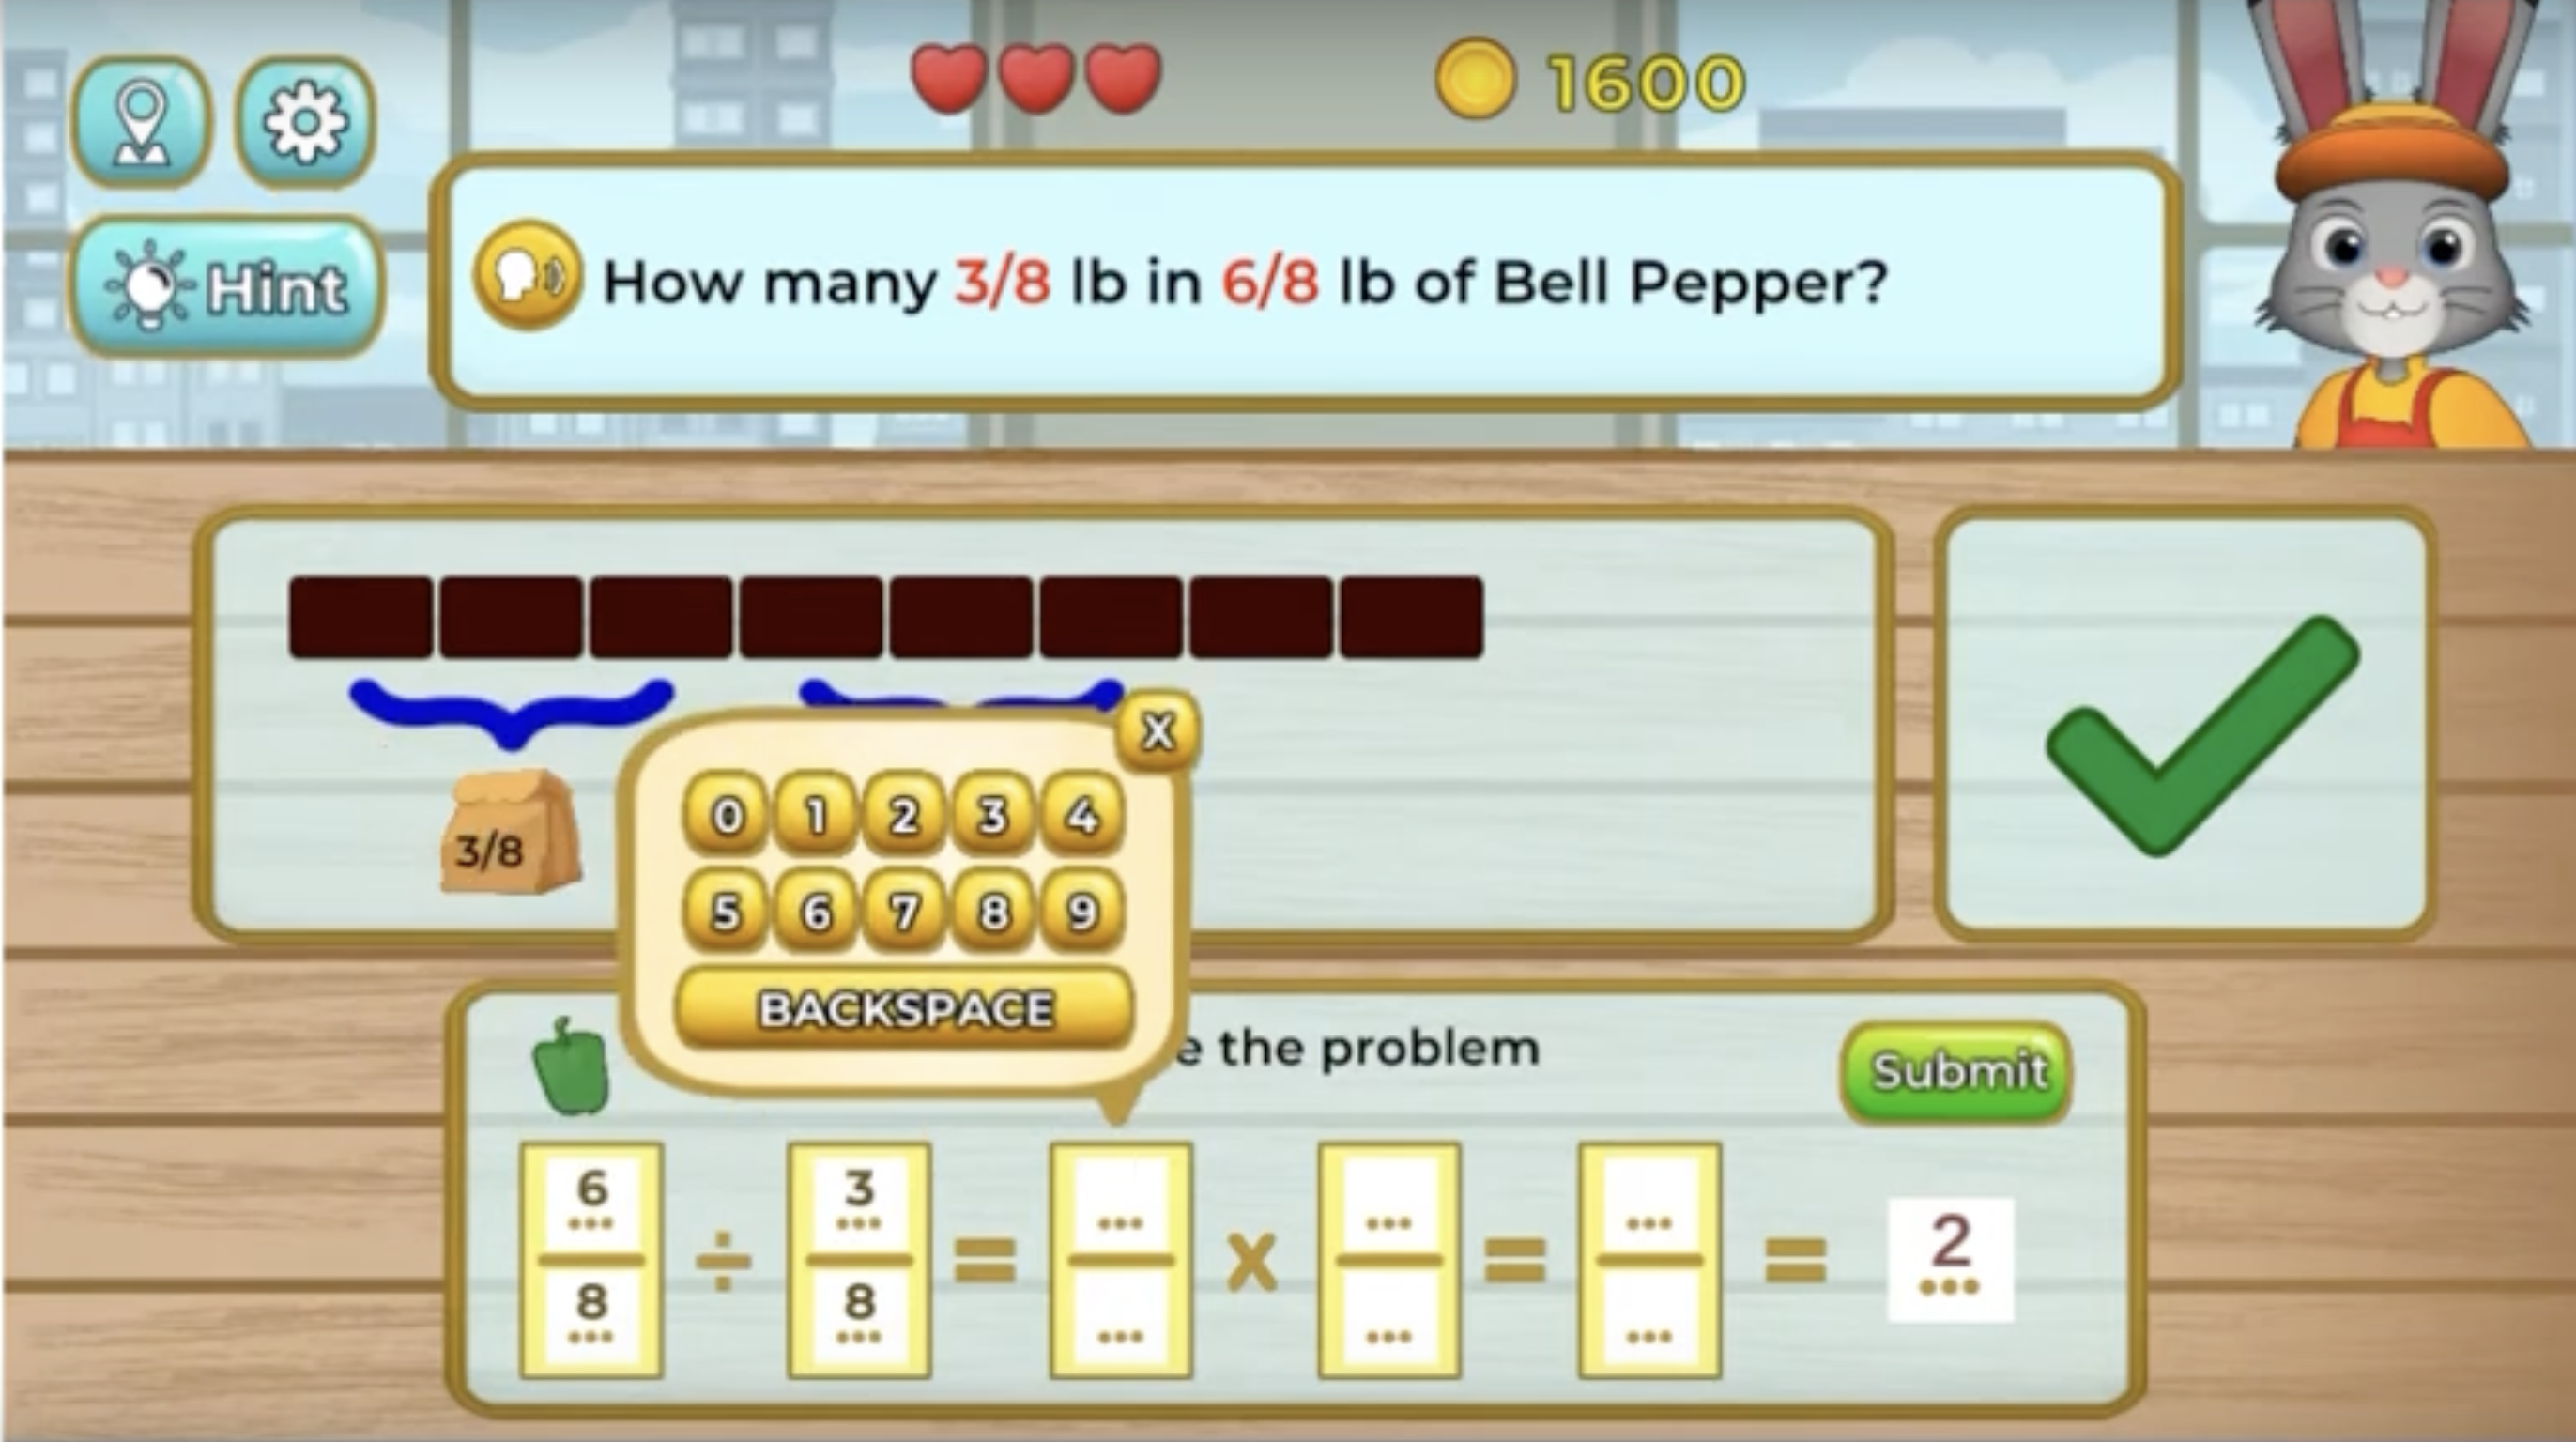 1600
Hint
How many 3/8 lb in 6/8 lb of Bell Pepper?
3/8
X
0 1 2 3 4
5 6 7 8 9
BACKSPACE
the problem
Submit
6 3 ... ... ...
... ... 2
÷ = x = =
...
8 8
... ... ... ... ...